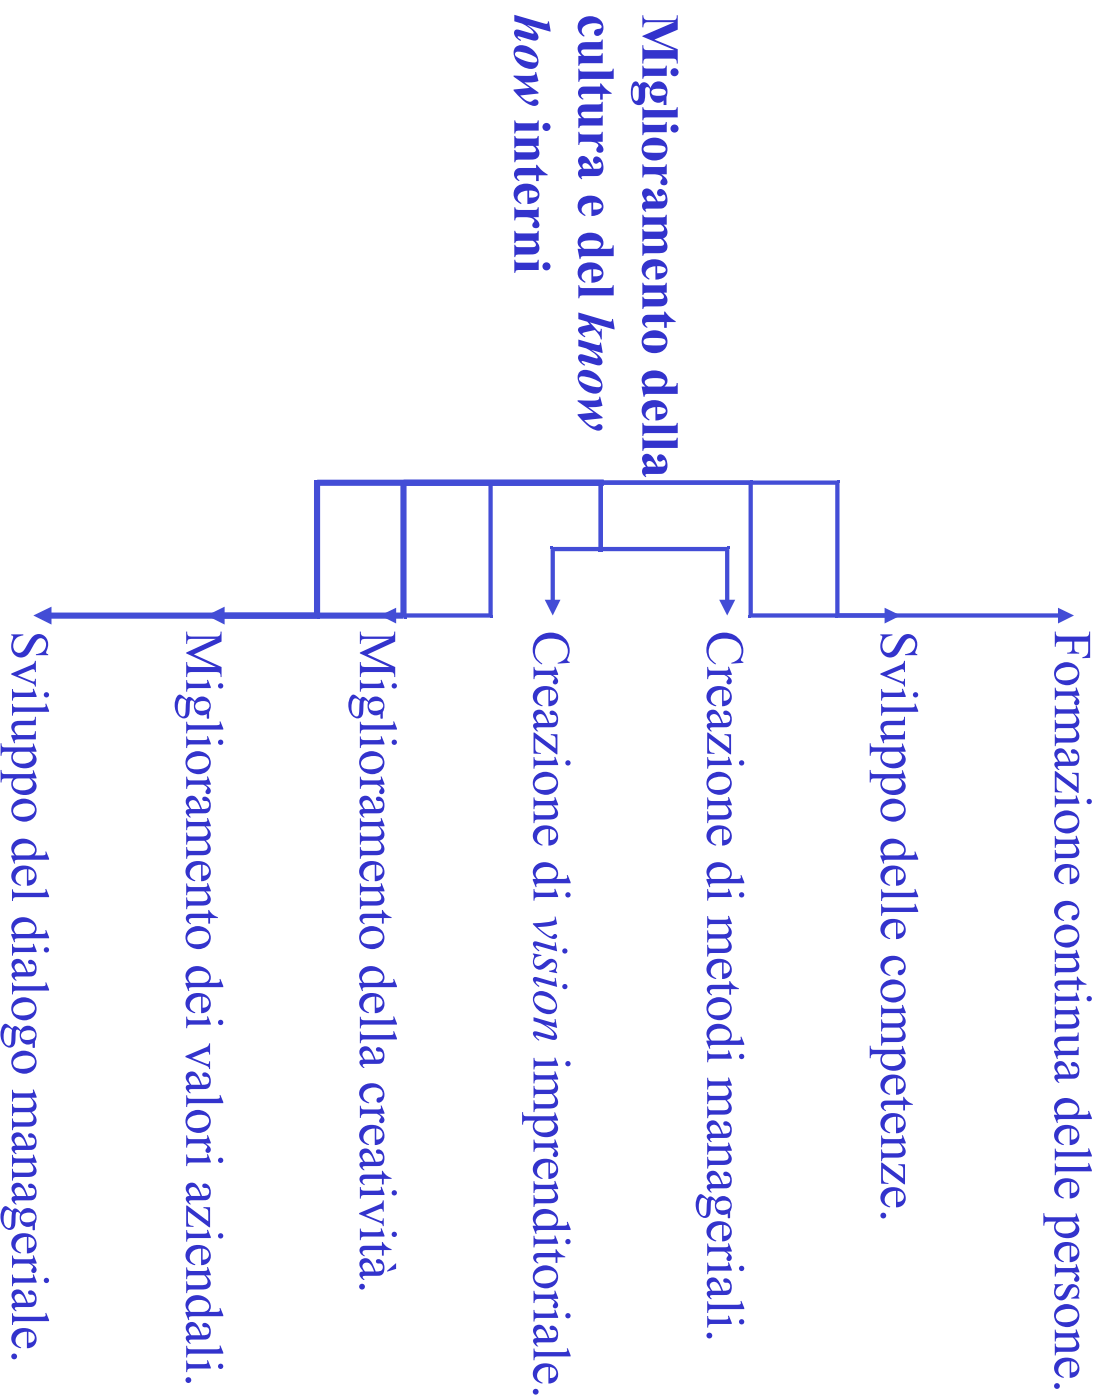 Miglioramento della
cultura e del know
how interni
Formazione continua delle persone.
Sviluppo delle competenze.
Creazione di metodi manageriali.
Creazione di vision imprenditoriale.
Miglioramento della creatività.
Miglioramento dei valori aziendali.
Sviluppo del dialogo manageriale.